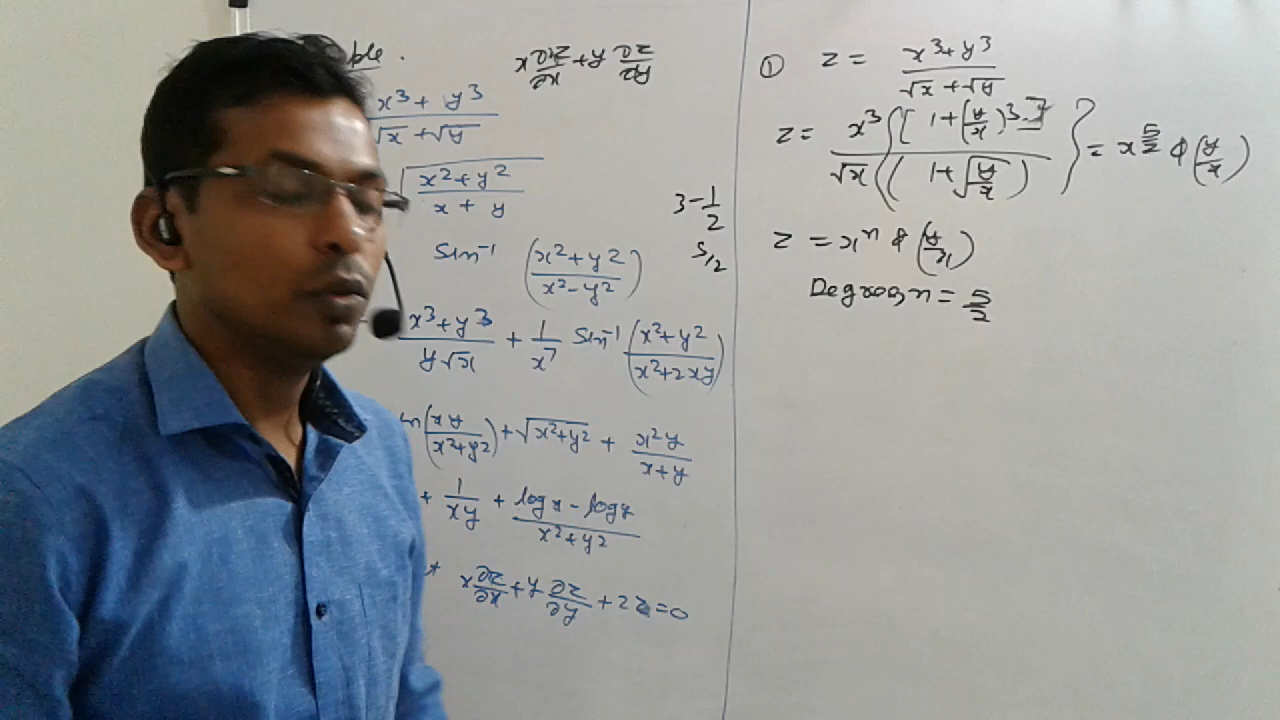 x ∂z/∂x + y ∂z/∂y
x³ + y³ / √x + √y
√(x² + y² / x + y)
sin⁻¹ (x² + y² / x² - y²)
x³ + y³ / y√x + 1/x⁷ sin⁻¹ (x² + y² / x² + 2xy)
(xy / x² + y²) + √(x² + y²) + x²y / x + y
+ 1/xy + log x - log y / x² + y²
x ∂z/∂x + y ∂z/∂y + 2z = 0
3 - 1/2
5/2
① z = x³ + y³ / √x + √y
z = x³ {[1 + (y/x)³] / √x ((1 + √(y/x))} = x^(5/2) ϕ(y/x)
z = xⁿ ϕ(y/x)
n = 5/2